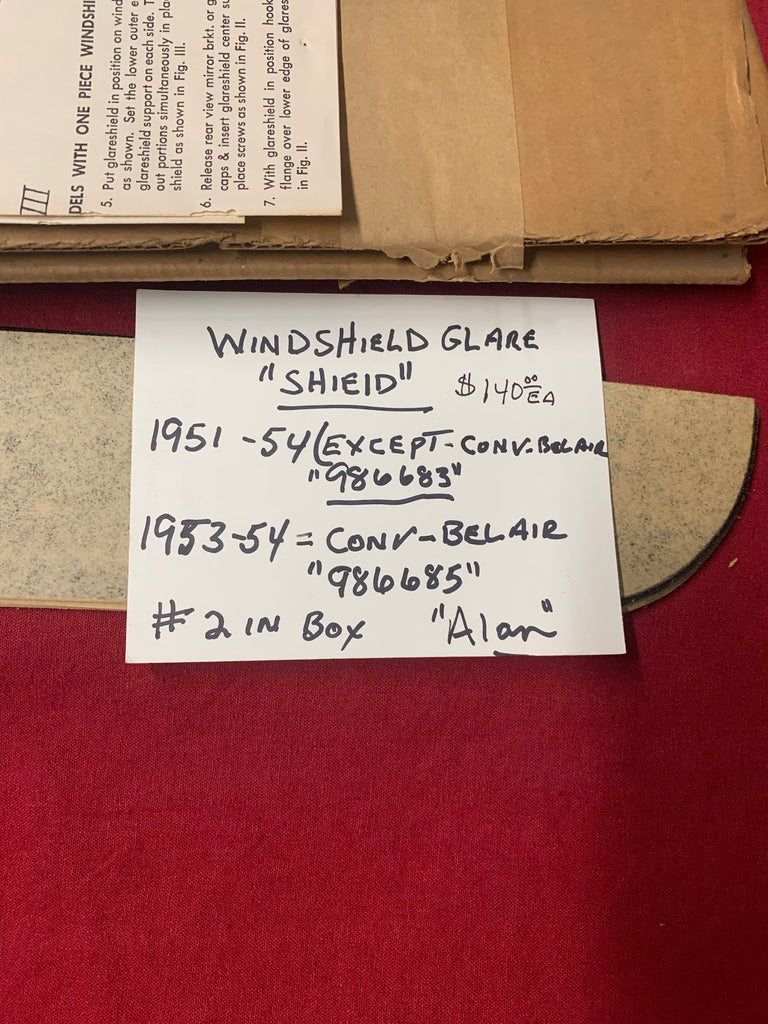 III
DELS WITH ONE PIECE WINDSHI
5. Put glareshield in position on wind
as shown. Set the lower outer e
glareshield support on each side. T
out portions simultaneously in pla
shield as shown in Fig. III.
6. Release rear view mirror brkt. or g
caps & insert glareshield center su
place screws as shown in Fig. II.
7. With glareshield in position hook
flange over lower edge of glares
in Fig. II.
WINDSHIELD GLARE
"SHIELD" $140.00 EA
1951-54 (EXCEPT-CONV-BELAIR
"986683"
1953-54 = CONV-BELAIR
"986685"
# 2 IN BOX "Alan"